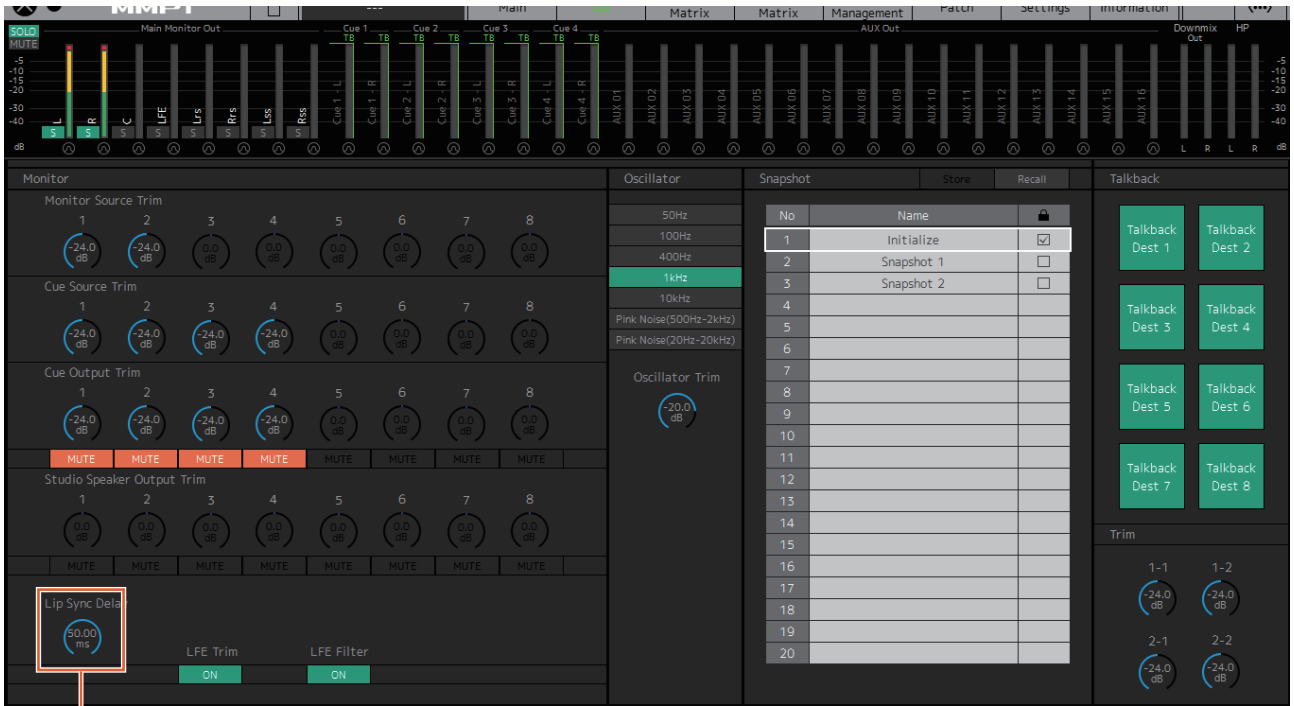 MMP1 --- Main Matrix Matrix Management Patch Settings Information
SOLO Main Monitor Out Cue 1 Cue 2 Cue 3 Cue 4 AUX Out Downmix Out HP
MUTE TB TB TB TB TB TB TB TB
-5 -5
-10 -10
-15 -15
-20 -20
-30 -30
-40 -40
L R C LFE Lrs Rrs Lss Rss Cue 1 - L Cue 1 - R Cue 2 - L Cue 2 - R Cue 3 - L Cue 3 - R Cue 4 - L Cue 4 - R AUX 01 AUX 02 AUX 03 AUX 04 AUX 05 AUX 06 AUX 07 AUX 08 AUX 09 AUX 10 AUX 11 AUX 12 AUX 13 AUX 14 AUX 15 AUX 16
S S S S S S S S
dB L R L R dB
Monitor
Monitor Source Trim
1 2 3 4 5 6 7 8
-24.0 dB -24.0 dB 0.0 dB 0.0 dB 0.0 dB 0.0 dB 0.0 dB 0.0 dB
Cue Source Trim
1 2 3 4 5 6 7 8
-24.0 dB -24.0 dB -24.0 dB -24.0 dB 0.0 dB 0.0 dB 0.0 dB 0.0 dB
Cue Output Trim
1 2 3 4 5 6 7 8
-24.0 dB -24.0 dB -24.0 dB -24.0 dB 0.0 dB 0.0 dB 0.0 dB 0.0 dB
MUTE MUTE MUTE MUTE MUTE MUTE MUTE MUTE
Studio Speaker Output Trim
1 2 3 4 5 6 7 8
0.0 dB 0.0 dB 0.0 dB 0.0 dB 0.0 dB 0.0 dB 0.0 dB 0.0 dB
MUTE MUTE MUTE MUTE MUTE MUTE MUTE MUTE
Lip Sync Delay
50.00 ms
LFE Trim LFE Filter
ON ON
Oscillator
50Hz
100Hz
400Hz
1kHz
10kHz
Pink Noise(500Hz-2kHz)
Pink Noise(20Hz-20kHz)
Oscillator Trim
-20.0 dB
Snapshot Store Recall
No Name
1 Initialize
2 Snapshot 1
3 Snapshot 2
4
5
6
7
8
9
10
11
12
13
14
15
16
17
18
19
20
Talkback
Talkback Dest 1 Talkback Dest 2
Talkback Dest 3 Talkback Dest 4
Talkback Dest 5 Talkback Dest 6
Talkback Dest 7 Talkback Dest 8
Trim
1-1 1-2
-24.0 dB -24.0 dB
2-1 2-2
-24.0 dB -24.0 dB